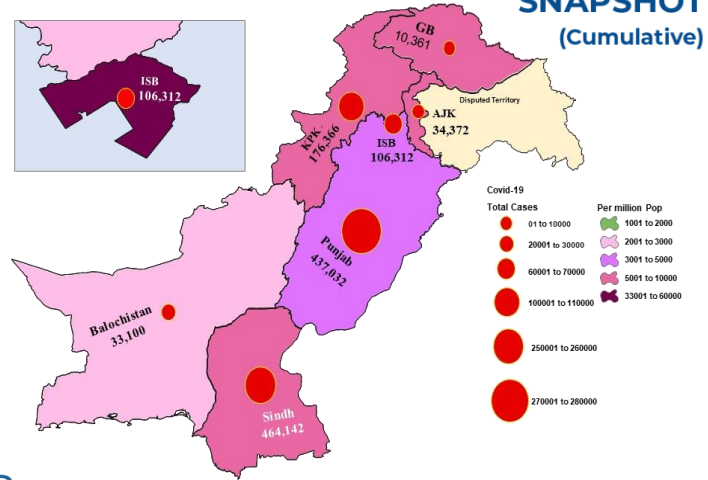 SNAPSHOT
(Cumulative)
ISB
106,312
GB
10,361
Disputed Territory
AJK
34,372
KPK
176,366
ISB
106,312
Punjab
437,032
Balochistan
33,100
Sindh
464,142
Covid-19
Total Cases
01 to 10000
20001 to 30000
60001 to 70000
100001 to 110000
250001 to 260000
270001 to 280000
Per million Pop
1001 to 2000
2001 to 3000
3001 to 5000
5001 to 10000
33001 to 60000